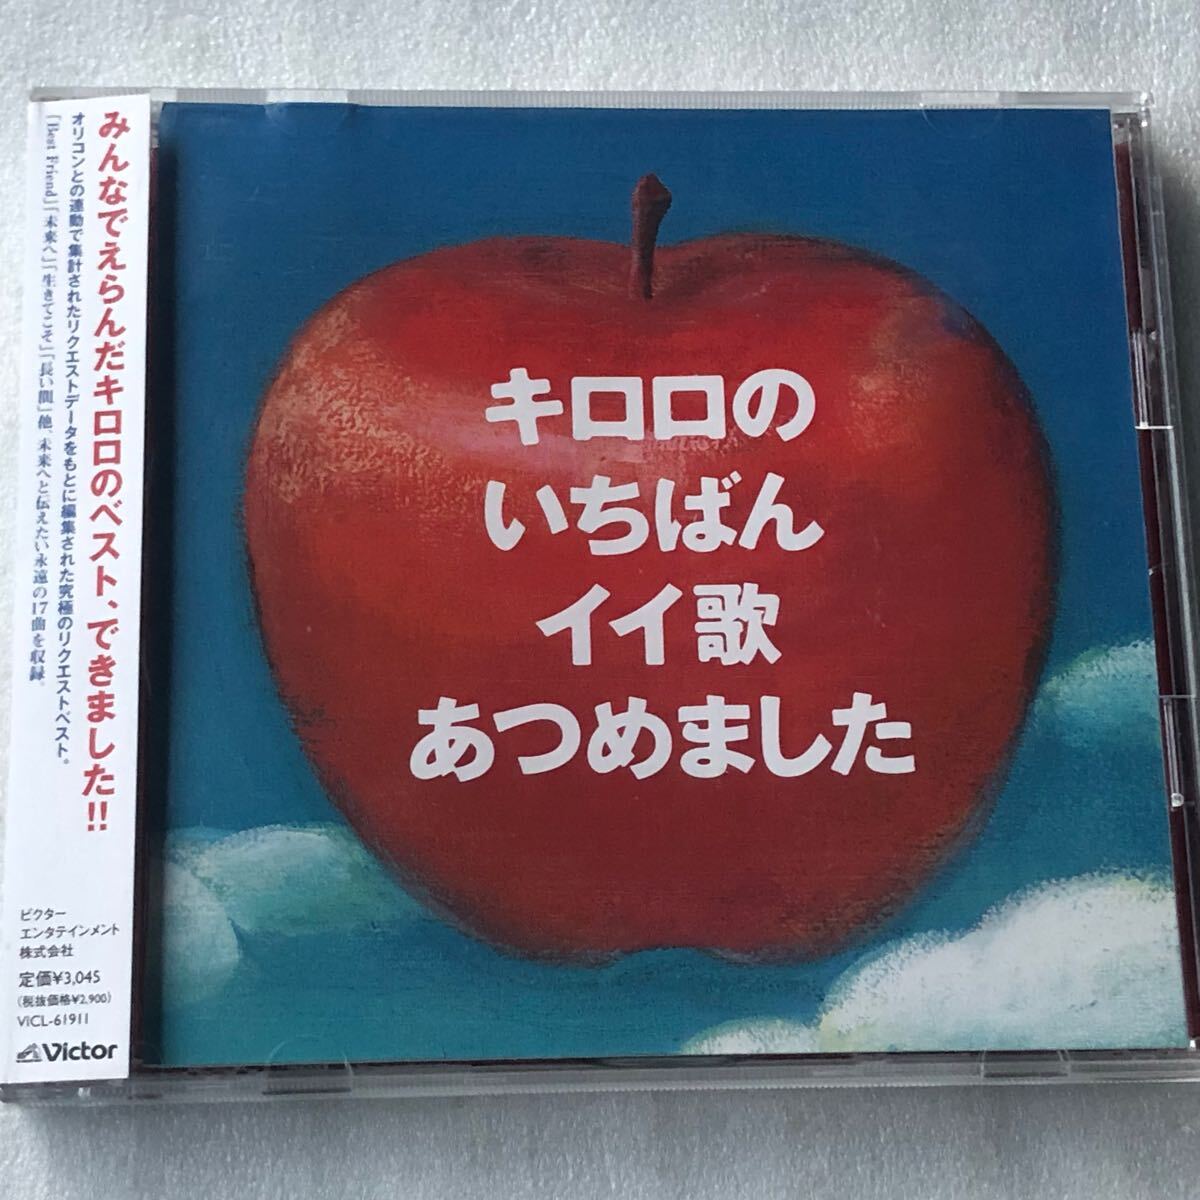 みんなでえらんだキロロのベスト、できました!!
オリコンとの連動で集計されたリクエストデータをもとに編集された究極のリクエストベスト。
「Best Friend」「未来へ」「生きてこそ」「長い間」他、未来へと伝えたい永遠の17曲を収録。
ビクター
エンタテインメント
株式会社
定価¥3,045
(税抜価格¥2,900)
VICL-61911
Victor
キロロの
いちばん
イイ歌
あつめました